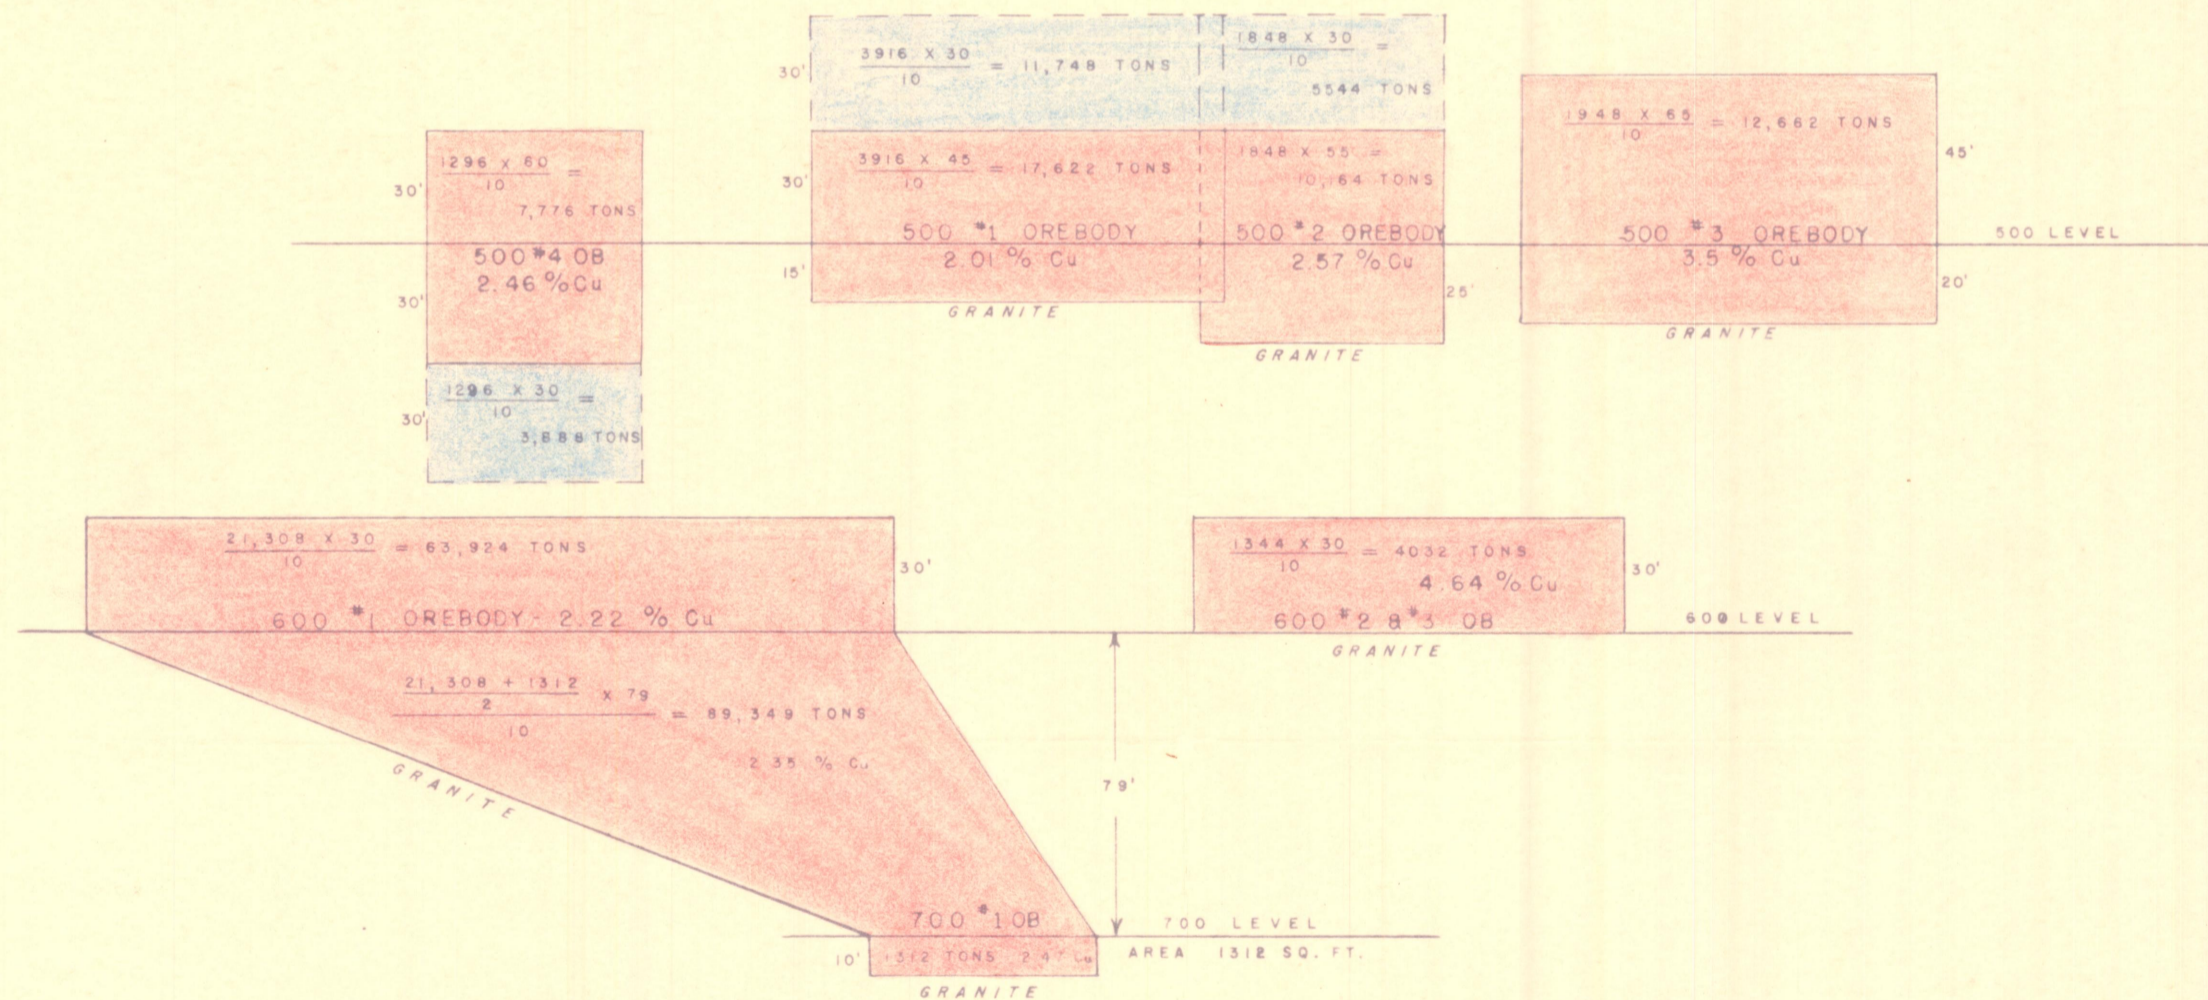 3916 X 30
10
= 11,748 TONS
30'
1848 X 30 =
10
5544 TONS
1296 X 60 =
10
7,776 TONS
30'
500 #4 OB
2.46 % Cu
30'
1296 X 30 =
10
3,888 TONS
30'
3916 X 45
10
= 17,622 TONS
30'
500 #1 OREBODY
2.01 % Cu
15'
GRANITE
1848 X 55 =
10,164 TONS
500 #2 OREBODY
2.57 % Cu
25'
GRANITE
1948 X 65
10
= 12,662 TONS
45'
500 #3 OREBODY
3.5 % Cu
20'
GRANITE
500 LEVEL
21,308 X 30
10
= 63,924 TONS
30'
600 #1 OREBODY - 2.22 % Cu
1344 X 30
10
= 4032 TONS
4.64 % Cu
30'
600 #2 & #3 OB
GRANITE
600 LEVEL
21,308 + 1312
2
X 79
10
= 89,349 TONS
2.35 % Cu
GRANITE
79'
700 #1 OB
700 LEVEL
AREA 1312 SQ. FT.
10'
1312 TONS Cu
GRANITE